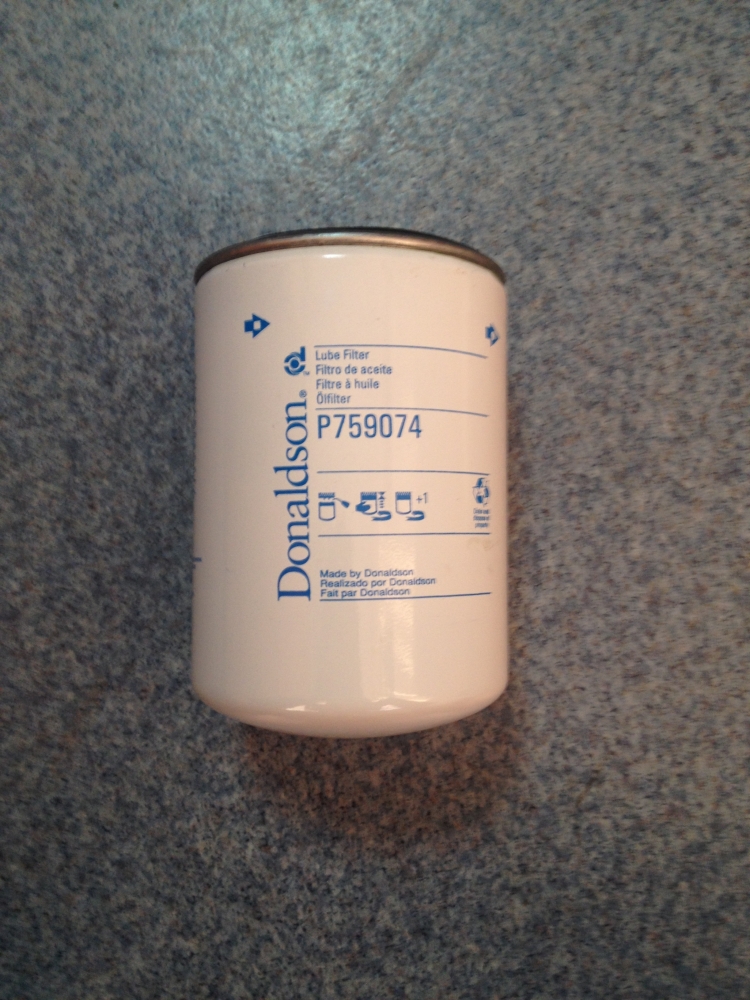 Donaldson®
Lube Filter
Filtro de aceite
Filtre à huile
Ölfilter
P759074
+1
Made by Donaldson
Realizado por Donaldson
Fait par Donaldson